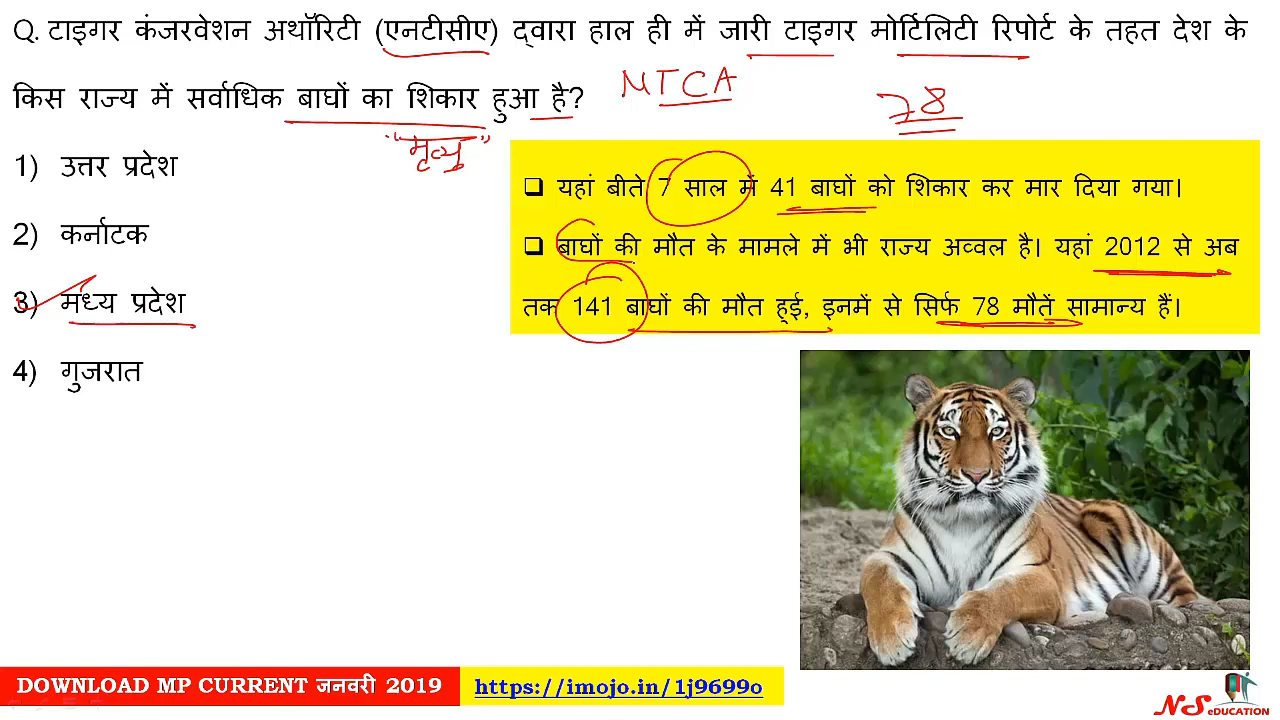 Q. टाइगर कंजरवेशन अथॉरिटी (एनटीसीए) द्वारा हाल ही में जारी टाइगर मोर्टिलिटी रिपोर्ट के तहत देश के
किस राज्य में सर्वाधिक बाघों का शिकार हुआ है?
MTCA
78
"मृत्यु"
1) उत्तर प्रदेश
2) कर्नाटक
3) मध्य प्रदेश
4) गुजरात
❑ यहां बीते 7 साल में 41 बाघों को शिकार कर मार दिया गया।
❑ बाघों की मौत के मामले में भी राज्य अव्वल है। यहां 2012 से अब
तक 141 बाघों की मौत हुई, इनमें से सिर्फ 78 मौतें सामान्य हैं।
DOWNLOAD MP CURRENT जनवरी 2019
https://imojo.in/1j9699o
NS EDUCATION